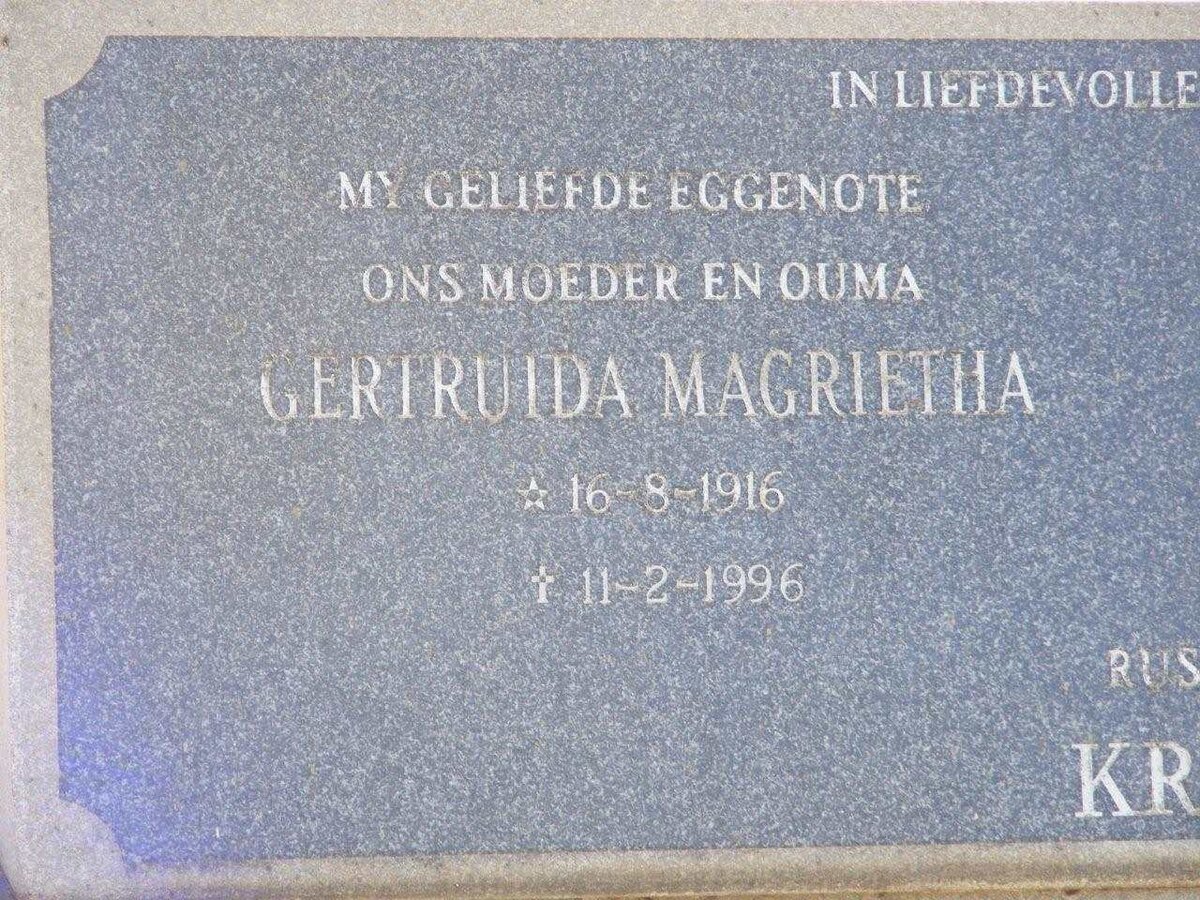 IN LIEFDEVOLLE
MY GELIEFDE EGGENOTE
ONS MOEDER EN OUMA
GERTRUIDA MAGRIETHA
☆ 16-8-1916
✝ 11-2-1996
RUS
KR